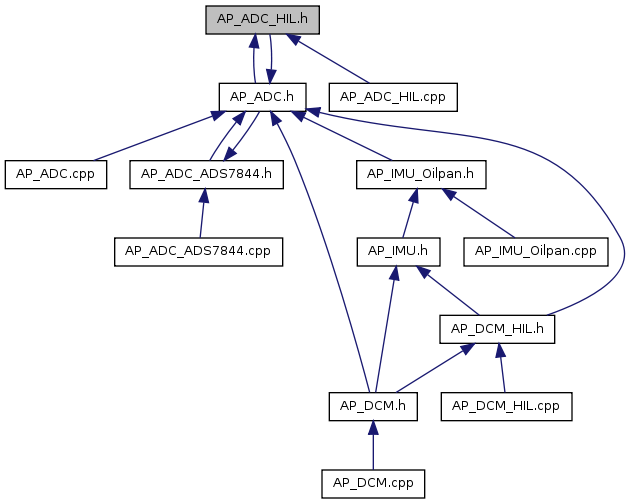 AP_ADC_HIL.h
AP_ADC.h
AP_ADC_HIL.cpp
AP_ADC.cpp
AP_ADC_ADS7844.h
AP_IMU_Oilpan.h
AP_ADC_ADS7844.cpp
AP_IMU.h
AP_IMU_Oilpan.cpp
AP_DCM_HIL.h
AP_DCM.h
AP_DCM_HIL.cpp
AP_DCM.cpp